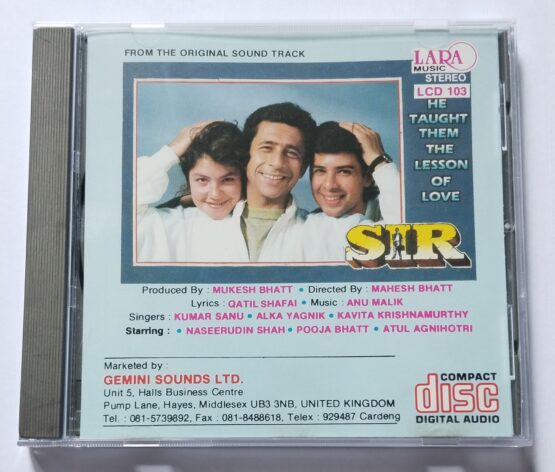 FROM THE ORIGINAL SOUND TRACK
LARA
MUSIC
STEREO
LCD 103
HE
TAUGHT
THEM
THE
LESSON
OF
LOVE
SIR
Produced By : MUKESH BHATT • Directed By : MAHESH BHATT
Lyrics : QATIL SHAFAI • Music : ANU MALIK
Singers : KUMAR SANU • ALKA YAGNIK • KAVITA KRISHNAMURTHY
Starring : • NASEERUDIN SHAH • POOJA BHATT • ATUL AGNIHOTRI
Marketed by :
GEMINI SOUNDS LTD.
Unit 5, Halls Business Centre
Pump Lane, Hayes, Middlesex UB3 3NB, UNITED KINGDOM
Tel. : 081-5739892, Fax : 081-8488618, Telex : 929487 Cardeng
COMPACT
disc
DIGITAL AUDIO